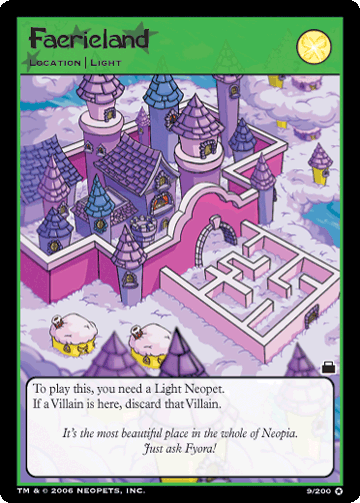 Faerieland
Location | Light
To play this, you need a Light Neopet.
If a Villain is here, discard that Villain.
It's the most beautiful place in the whole of Neopia.
Just ask Fyora!
TM & © 2006 NEOPETS, INC.
9/200